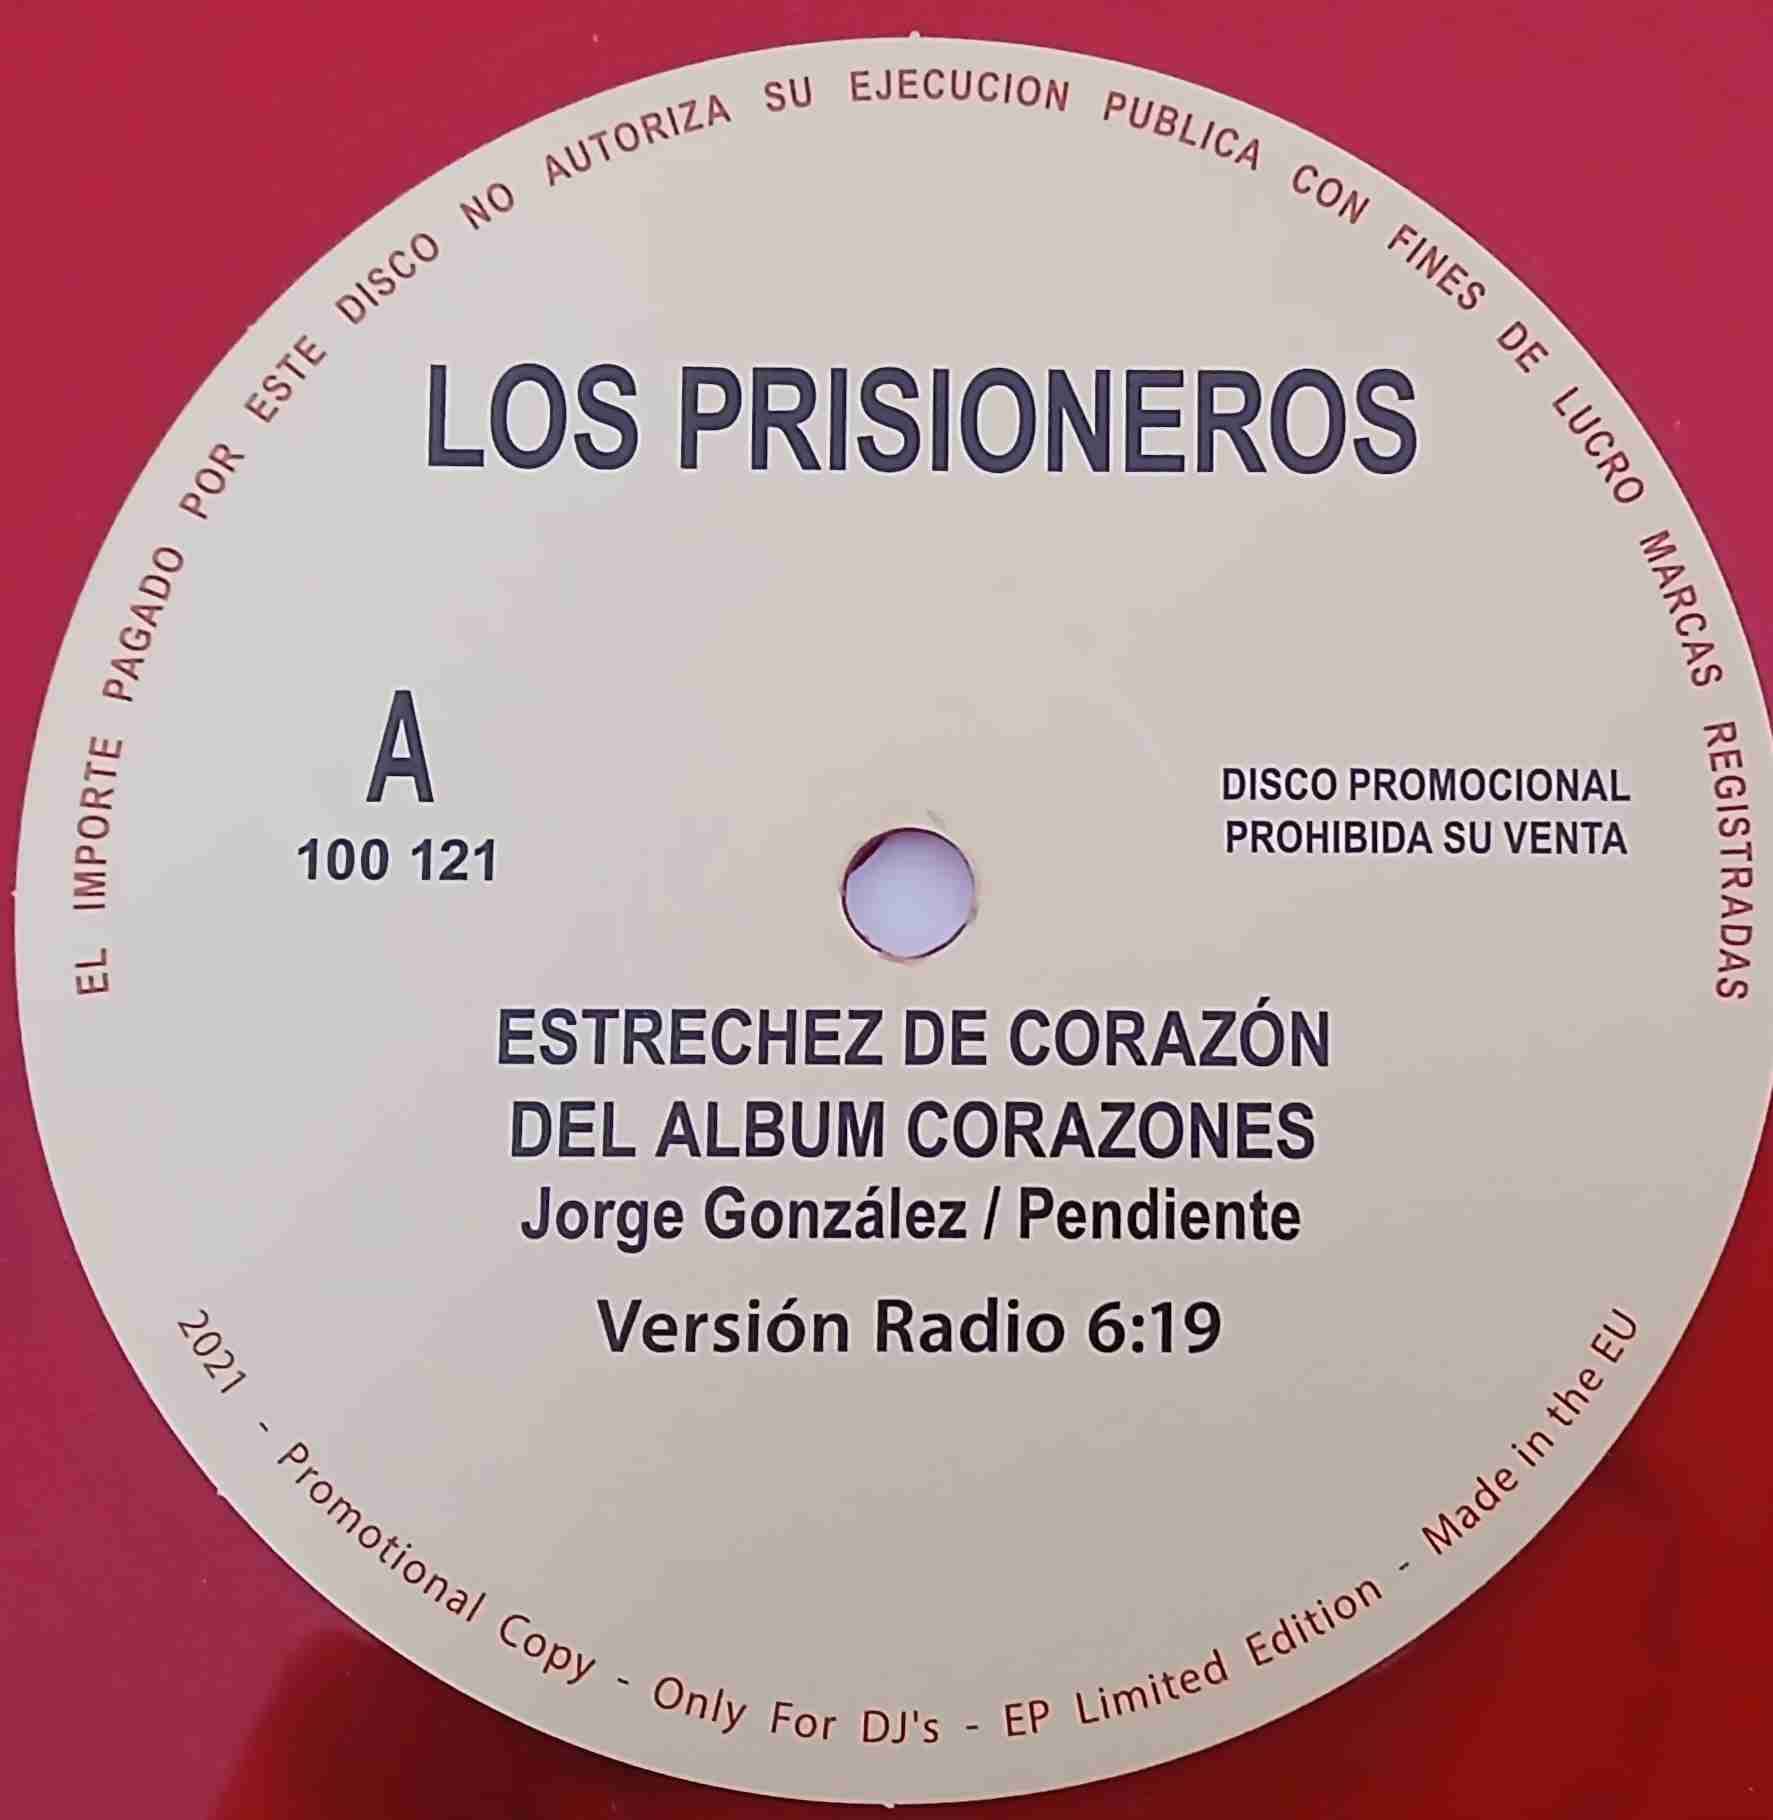 EL IMPORTE PAGADO POR ESTE DISCO NO AUTORIZA SU EJECUCION PUBLICA CON FINES DE LUCRO MARCAS REGISTRADAS
LOS PRISIONEROS
A
100 121
DISCO PROMOCIONAL
PROHIBIDA SU VENTA
ESTRECHEZ DE CORAZÓN
DEL ALBUM CORAZONES
Jorge González / Pendiente
Versión Radio 6:19
2021 - Promotional Copy - Only For DJ's - EP Limited Edition - Made in the EU